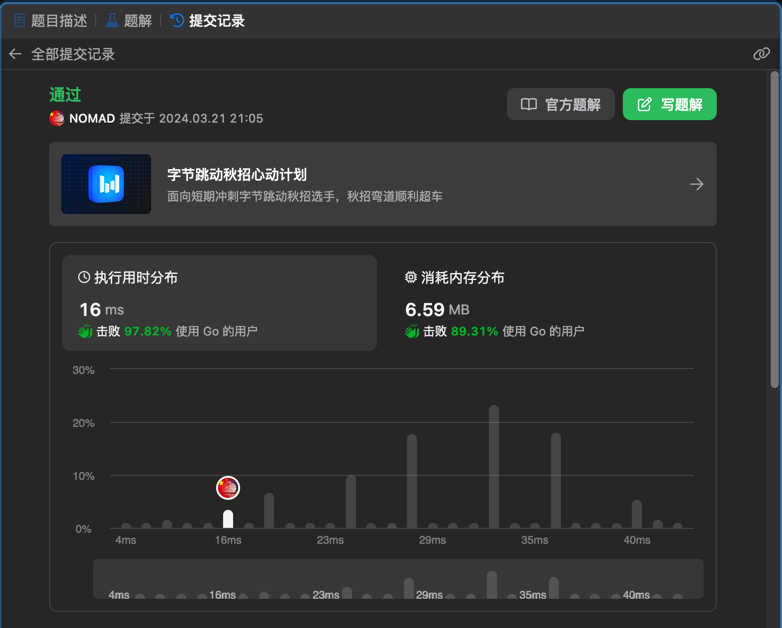 题目描述 题解 提交记录
全部提交记录
通过
NOMAD 提交于 2024.03.21 21:05
官方题解 写题解
字节跳动秋招心动计划
面向短期冲刺字节跳动秋招选手，秋招弯道顺利超车
执行用时分布
16 ms
击败 97.82% 使用 Go 的用户
消耗内存分布
6.59 MB
击败 89.31% 使用 Go 的用户
30%
20%
10%
0%
4ms 16ms 23ms 29ms 35ms 40ms
4ms 16ms 23ms 29ms 35ms 40ms